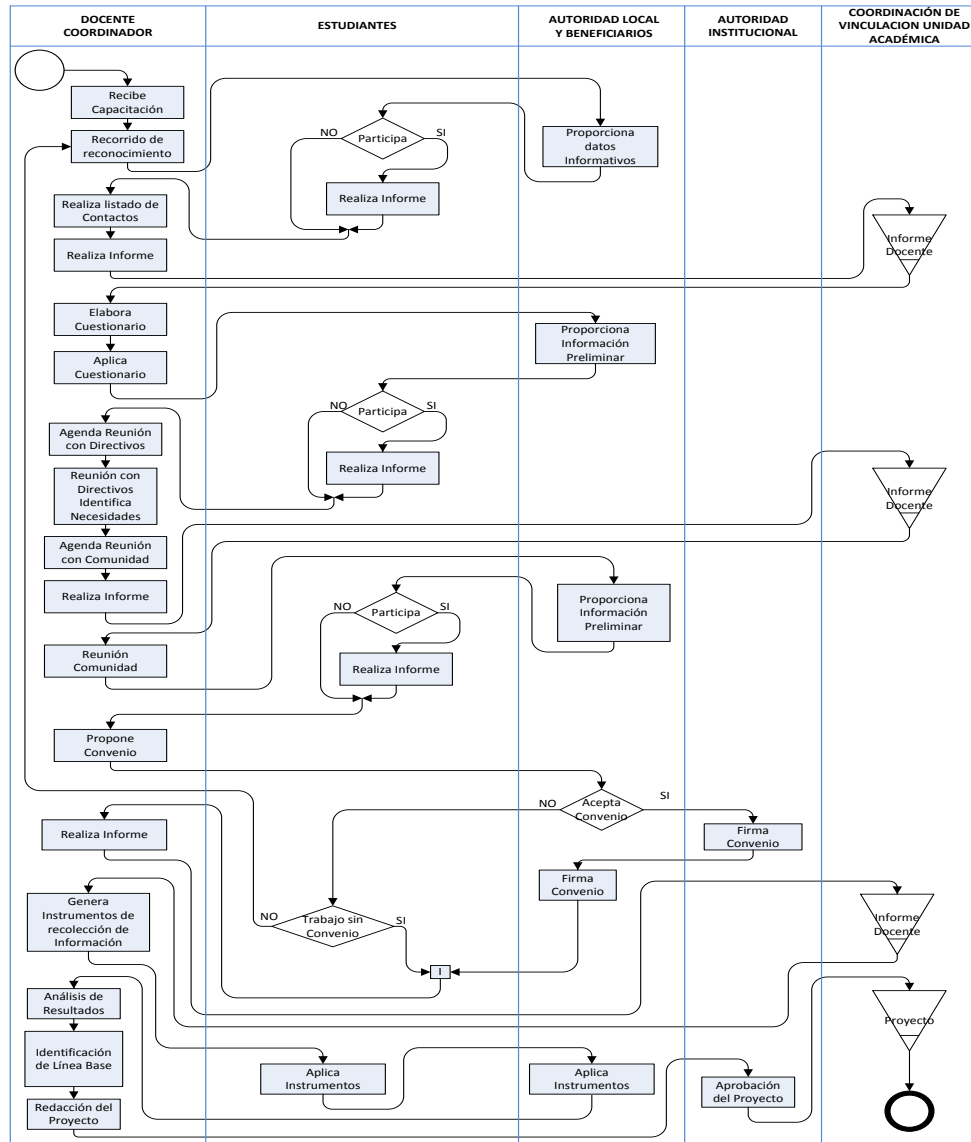 DOCENTE
COORDINADOR
ESTUDIANTES
AUTORIDAD LOCAL
Y BENEFICIARIOS
AUTORIDAD
INSTITUCIONAL
COORDINACIÓN DE
VINCULACION UNIDAD
ACADÉMICA
Recibe
Capacitación
Recorrido de
reconocimiento
NO
Participa
SI
Proporciona
datos
Informativos
Realiza Informe
Realiza listado de
Contactos
Realiza Informe
Informe
Docente
Elabora
Cuestionario
Aplica
Cuestionario
Proporciona
Información
Preliminar
NO
Participa
SI
Realiza Informe
Agenda Reunión
con Directivos
Reunión con
Directivos
Identifica
Necesidades
Informe
Docente
Agenda Reunión
con Comunidad
Realiza Informe
NO
Participa
SI
Proporciona
Información
Preliminar
Reunión
Comunidad
Realiza Informe
Propone
Convenio
NO
Acepta
Convenio
SI
Realiza Informe
Firma
Convenio
Firma
Convenio
Genera
Instrumentos de
recolección de
Información
NO
Trabajo sin
Convenio
SI
Informe
Docente
I
Análisis de
Resultados
Proyecto
Identificación
de Línea Base
Aplica
Instrumentos
Aplica
Instrumentos
Aprobación
del Proyecto
Redacción del
Proyecto